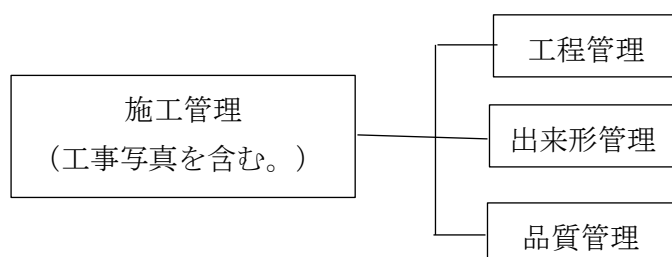 施工管理
（工事写真を含む。）
工程管理
出来形管理
品質管理